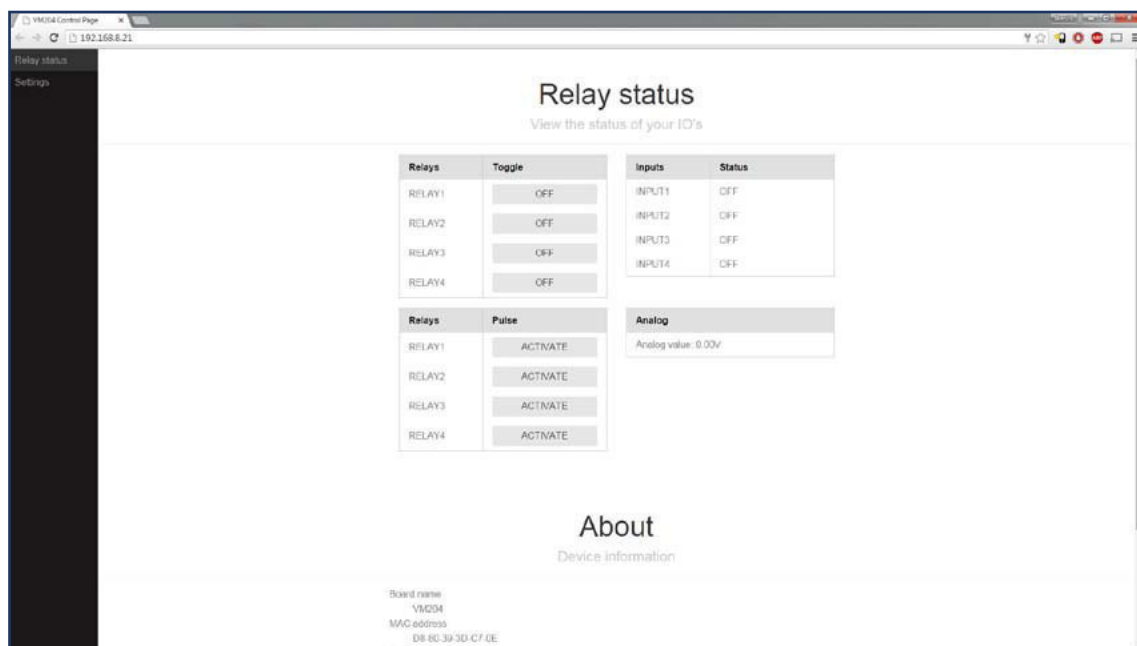 VM204 Control Page
192.168.8.21
Relay status
Settings
Relay status
View the status of your IO's
Relays Toggle
RELAY1 OFF
RELAY2 OFF
RELAY3 OFF
RELAY4 OFF
Inputs Status
INPUT1 OFF
INPUT2 OFF
INPUT3 OFF
INPUT4 OFF
Relays Pulse
RELAY1 ACTIVATE
RELAY2 ACTIVATE
RELAY3 ACTIVATE
RELAY4 ACTIVATE
Analog
Analog value: 0.00V
About
Device information
Board name
VM204
MAC address
D8-80-39-3D-C7-0E